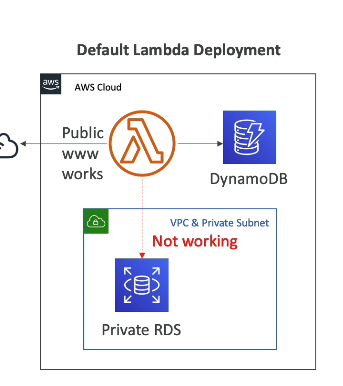 Default Lambda Deployment
aws
AWS Cloud
Public
www
works
DynamoDB
VPC & Private Subnet
Not working
Private RDS